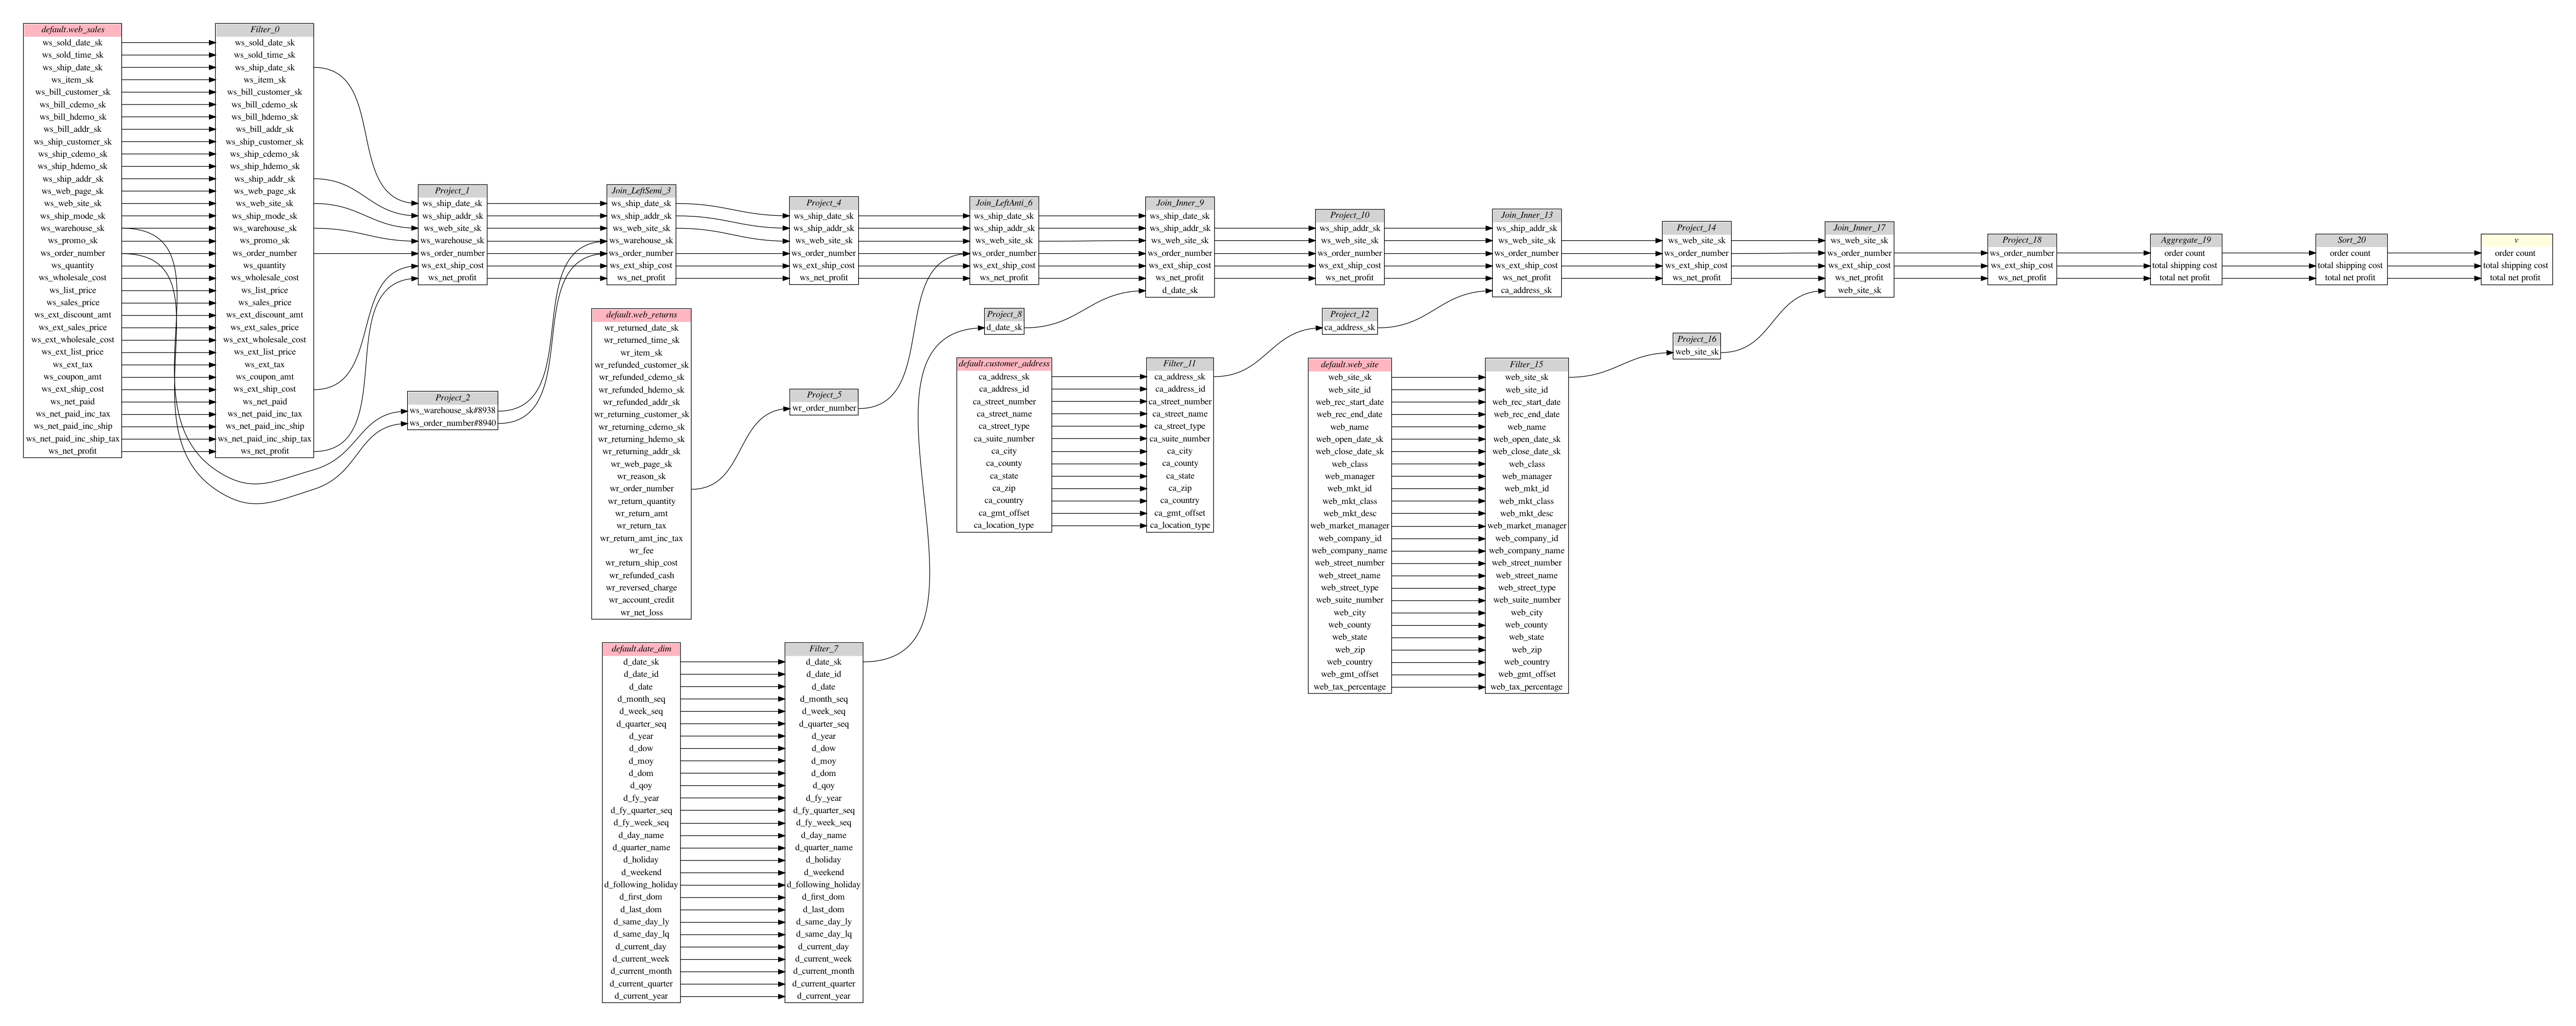 default.web_sales
ws_sold_date_sk
ws_sold_time_sk
ws_ship_date_sk
ws_item_sk
ws_bill_customer_sk
ws_bill_cdemo_sk
ws_bill_hdemo_sk
ws_bill_addr_sk
ws_ship_customer_sk
ws_ship_cdemo_sk
ws_ship_hdemo_sk
ws_ship_addr_sk
ws_web_page_sk
ws_web_site_sk
ws_ship_mode_sk
ws_warehouse_sk
ws_promo_sk
ws_order_number
ws_quantity
ws_wholesale_cost
ws_list_price
ws_sales_price
ws_ext_discount_amt
ws_ext_sales_price
ws_ext_wholesale_cost
ws_ext_list_price
ws_ext_tax
ws_coupon_amt
ws_ext_ship_cost
ws_net_paid
ws_net_paid_inc_tax
ws_net_paid_inc_ship
ws_net_paid_inc_ship_tax
ws_net_profit
Filter_0
ws_sold_date_sk
ws_sold_time_sk
ws_ship_date_sk
ws_item_sk
ws_bill_customer_sk
ws_bill_cdemo_sk
ws_bill_hdemo_sk
ws_bill_addr_sk
ws_ship_customer_sk
ws_ship_cdemo_sk
ws_ship_hdemo_sk
ws_ship_addr_sk
ws_web_page_sk
ws_web_site_sk
ws_ship_mode_sk
ws_warehouse_sk
ws_promo_sk
ws_order_number
ws_quantity
ws_wholesale_cost
ws_list_price
ws_sales_price
ws_ext_discount_amt
ws_ext_sales_price
ws_ext_wholesale_cost
ws_ext_list_price
ws_ext_tax
ws_coupon_amt
ws_ext_ship_cost
ws_net_paid
ws_net_paid_inc_tax
ws_net_paid_inc_ship
ws_net_paid_inc_ship_tax
ws_net_profit
Project_1
ws_ship_date_sk
ws_ship_addr_sk
ws_web_site_sk
ws_warehouse_sk
ws_order_number
ws_ext_ship_cost
ws_net_profit
Project_2
ws_warehouse_sk#8938
ws_order_number#8940
Join_LeftSemi_3
ws_ship_date_sk
ws_ship_addr_sk
ws_web_site_sk
ws_warehouse_sk
ws_order_number
ws_ext_ship_cost
ws_net_profit
default.web_returns
wr_returned_date_sk
wr_returned_time_sk
wr_item_sk
wr_refunded_customer_sk
wr_refunded_cdemo_sk
wr_refunded_hdemo_sk
wr_refunded_addr_sk
wr_returning_customer_sk
wr_returning_cdemo_sk
wr_returning_hdemo_sk
wr_returning_addr_sk
wr_web_page_sk
wr_reason_sk
wr_order_number
wr_return_quantity
wr_return_amt
wr_return_tax
wr_return_amt_inc_tax
wr_fee
wr_return_ship_cost
wr_refunded_cash
wr_reversed_charge
wr_account_credit
wr_net_loss
default.date_dim
d_date_sk
d_date_id
d_date
d_month_seq
d_week_seq
d_quarter_seq
d_year
d_dow
d_moy
d_dom
d_qoy
d_fy_year
d_fy_quarter_seq
d_fy_week_seq
d_day_name
d_quarter_name
d_holiday
d_weekend
d_following_holiday
d_first_dom
d_last_dom
d_same_day_ly
d_same_day_lq
d_current_day
d_current_week
d_current_month
d_current_quarter
d_current_year
Project_4
ws_ship_date_sk
ws_ship_addr_sk
ws_web_site_sk
ws_order_number
ws_ext_ship_cost
ws_net_profit
Project_5
wr_order_number
Filter_7
d_date_sk
d_date_id
d_date
d_month_seq
d_week_seq
d_quarter_seq
d_year
d_dow
d_moy
d_dom
d_qoy
d_fy_year
d_fy_quarter_seq
d_fy_week_seq
d_day_name
d_quarter_name
d_holiday
d_weekend
d_following_holiday
d_first_dom
d_last_dom
d_same_day_ly
d_same_day_lq
d_current_day
d_current_week
d_current_month
d_current_quarter
d_current_year
Join_LeftAnti_6
ws_ship_date_sk
ws_ship_addr_sk
ws_web_site_sk
ws_order_number
ws_ext_ship_cost
ws_net_profit
Project_8
d_date_sk
default.customer_address
ca_address_sk
ca_address_id
ca_street_number
ca_street_name
ca_street_type
ca_suite_number
ca_city
ca_county
ca_state
ca_zip
ca_country
ca_gmt_offset
ca_location_type
Join_Inner_9
ws_ship_date_sk
ws_ship_addr_sk
ws_web_site_sk
ws_order_number
ws_ext_ship_cost
ws_net_profit
d_date_sk
Filter_11
ca_address_sk
ca_address_id
ca_street_number
ca_street_name
ca_street_type
ca_suite_number
ca_city
ca_county
ca_state
ca_zip
ca_country
ca_gmt_offset
ca_location_type
Project_10
ws_ship_addr_sk
ws_web_site_sk
ws_order_number
ws_ext_ship_cost
ws_net_profit
Project_12
ca_address_sk
default.web_site
web_site_sk
web_site_id
web_rec_start_date
web_rec_end_date
web_name
web_open_date_sk
web_close_date_sk
web_class
web_manager
web_mkt_id
web_mkt_class
web_mkt_desc
web_market_manager
web_company_id
web_company_name
web_street_number
web_street_name
web_street_type
web_suite_number
web_city
web_county
web_state
web_zip
web_country
web_gmt_offset
web_tax_percentage
Join_Inner_13
ws_ship_addr_sk
ws_web_site_sk
ws_order_number
ws_ext_ship_cost
ws_net_profit
ca_address_sk
Filter_15
web_site_sk
web_site_id
web_rec_start_date
web_rec_end_date
web_name
web_open_date_sk
web_close_date_sk
web_class
web_manager
web_mkt_id
web_mkt_class
web_mkt_desc
web_market_manager
web_company_id
web_company_name
web_street_number
web_street_name
web_street_type
web_suite_number
web_city
web_county
web_state
web_zip
web_country
web_gmt_offset
web_tax_percentage
Project_14
ws_web_site_sk
ws_order_number
ws_ext_ship_cost
ws_net_profit
Project_16
web_site_sk
Join_Inner_17
ws_web_site_sk
ws_order_number
ws_ext_ship_cost
ws_net_profit
web_site_sk
Project_18
ws_order_number
ws_ext_ship_cost
ws_net_profit
Aggregate_19
order count
total shipping cost
total net profit
Sort_20
order count
total shipping cost
total net profit
v
order count
total shipping cost
total net profit